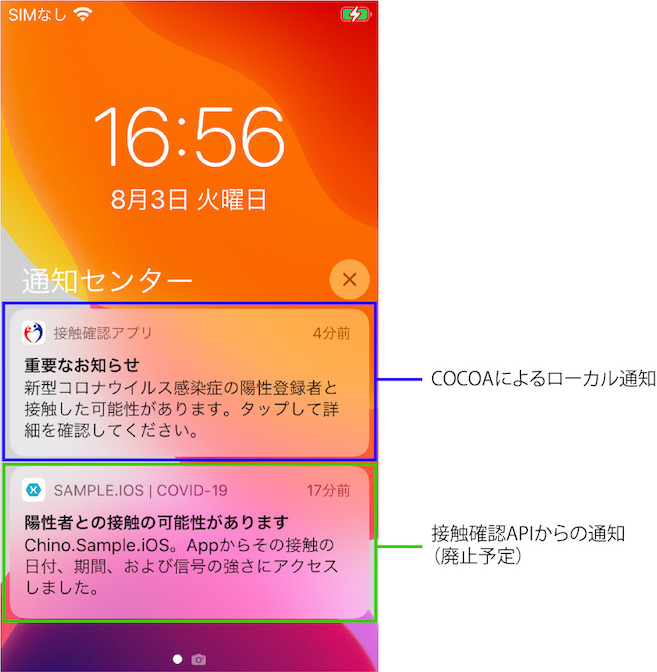 SIMなし
16:56
8月3日 火曜日
通知センター
接触確認アプリ 4分前
重要なお知らせ
新型コロナウイルス感染症の陽性登録者と
接触した可能性があります。タップして詳
細を確認してください。
COCOAによるローカル通知
SAMPLE.IOS | COVID-19 17分前
陽性者との接触の可能性があります
Chino.Sample.iOS。Appからその接触の
日付、期間、および信号の強さにアクセス
しました。
接触確認APIからの通知
（廃止予定）